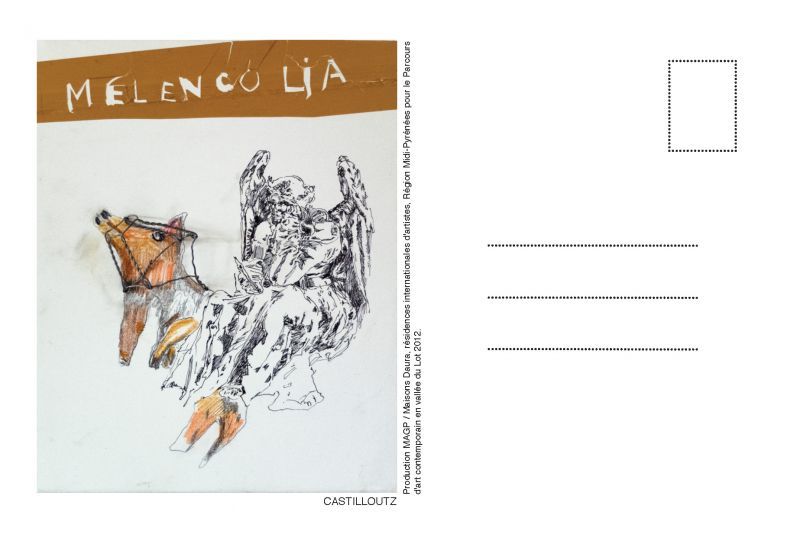 MELENCOLIA
Production MAGP / Maisons Daura, résidences internationales d'artistes, Région Midi-Pyrénées pour le Parcours
d'art contemporain en vallée du Lot 2012.
CASTILLOUTZ